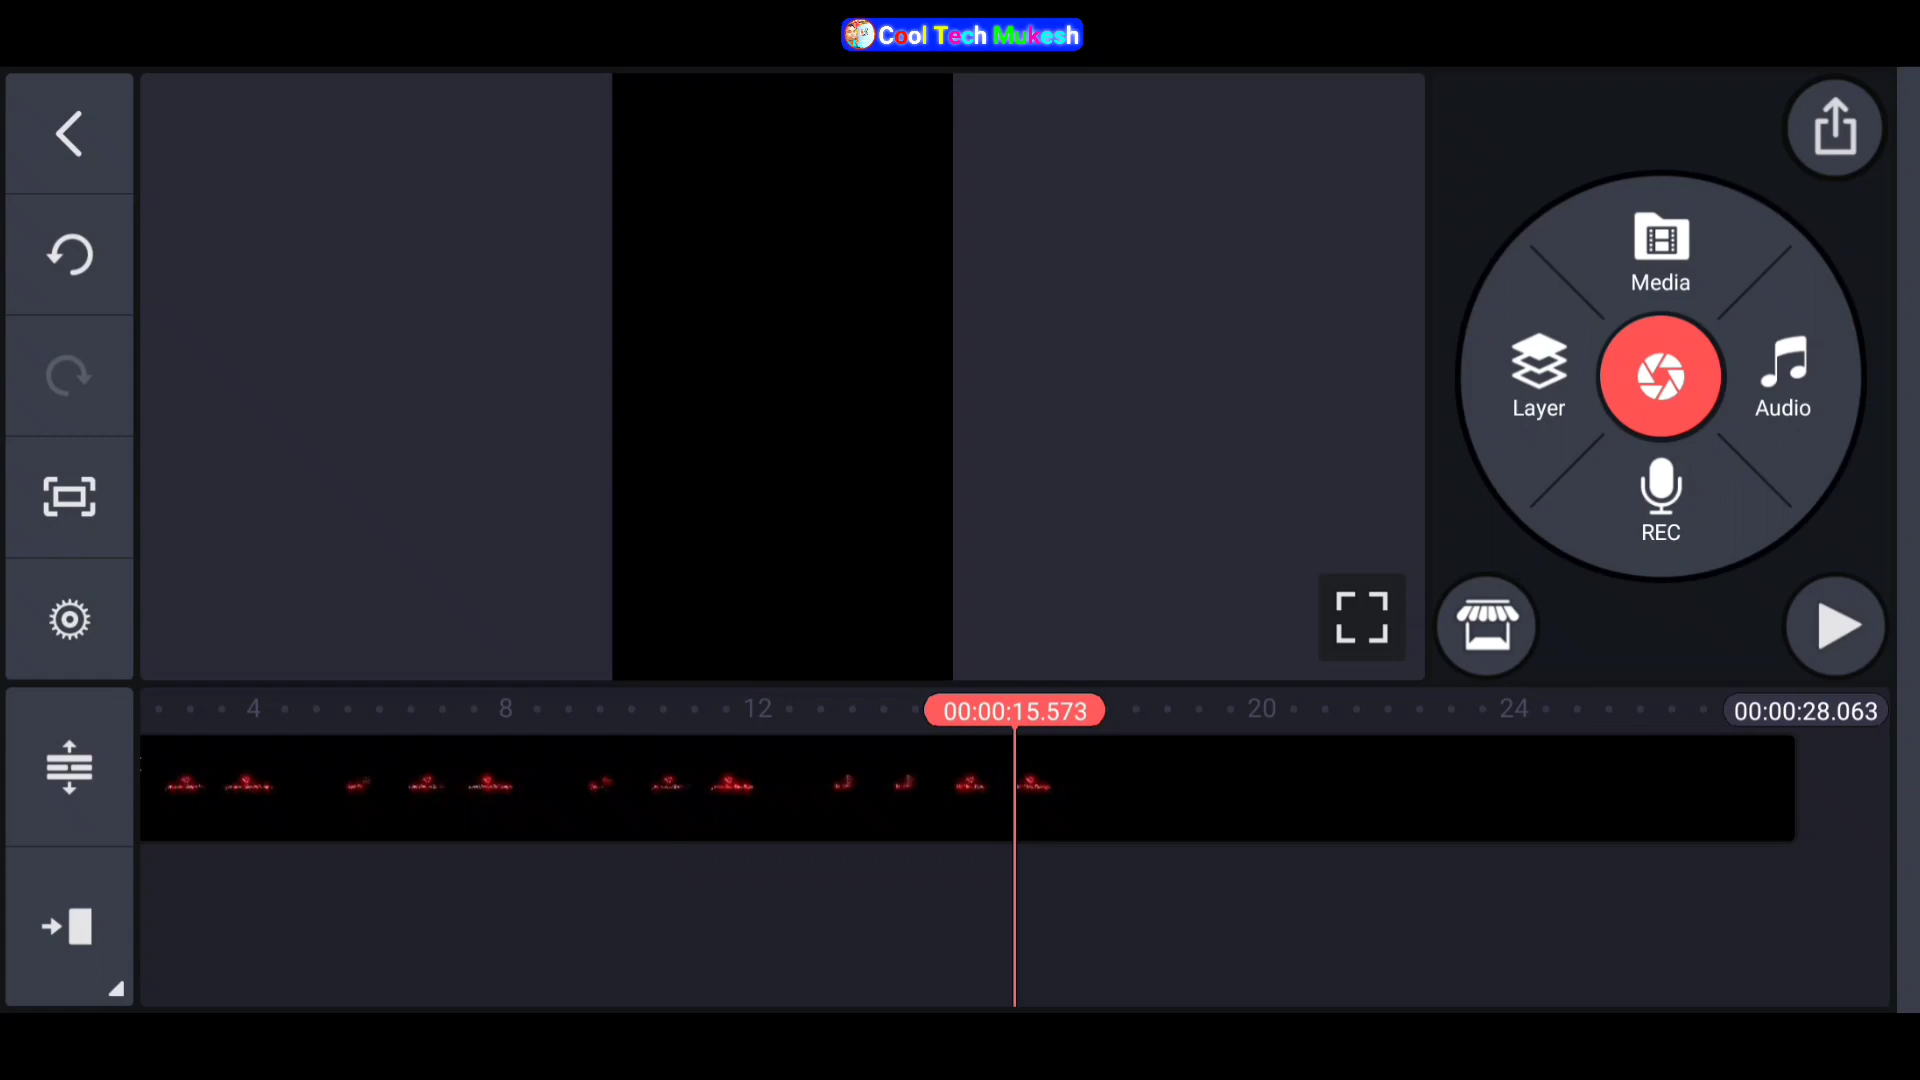 Cool Tech Mukesh
Media
Layer
Audio
REC
4
8
12
00:00:15.573
20
24
00:00:28.063